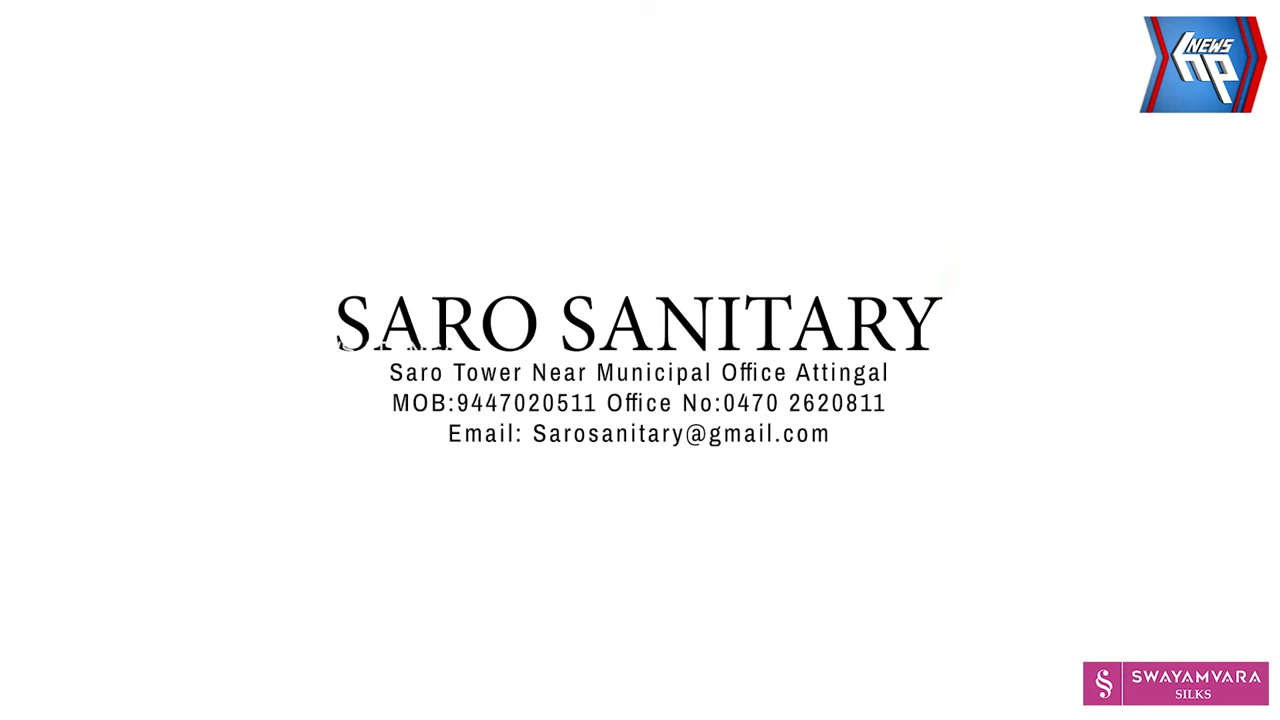 NEWS
hp
SARO SANITARY
Saro Tower Near Municipal Office Attingal
MOB:9447020511 Office No:0470 2620811
Email: Sarosanitary@gmail.com
SWAYAMVARA
SILKS